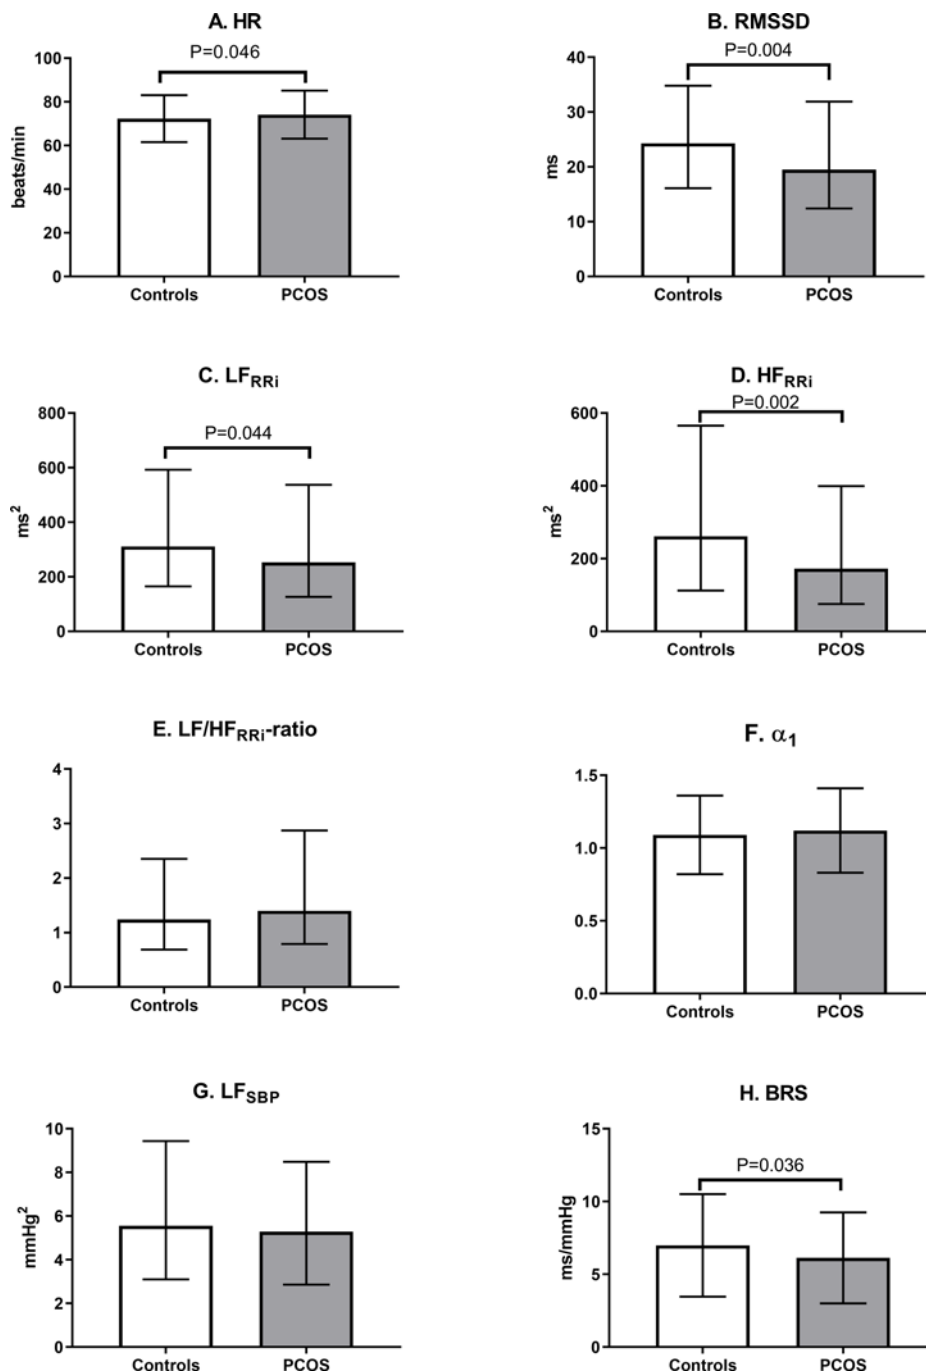 A. HR
P=0.046
100
80
60
40
20
0
beats/min
Controls PCOS
B. RMSSD
P=0.004
40
30
20
10
0
ms
Controls PCOS
C. LF_RRi
P=0.044
800
600
400
200
0
ms²
Controls PCOS
D. HF_RRi
P=0.002
600
400
200
0
ms²
Controls PCOS
E. LF/HF_RRi-ratio
4
3
2
1
0
Controls PCOS
F. α₁
1.5
1.0
0.5
0.0
Controls PCOS
G. LF_SBP
10
8
6
4
2
0
mmHg²
Controls PCOS
H. BRS
P=0.036
15
10
5
0
ms/mmHg
Controls PCOS